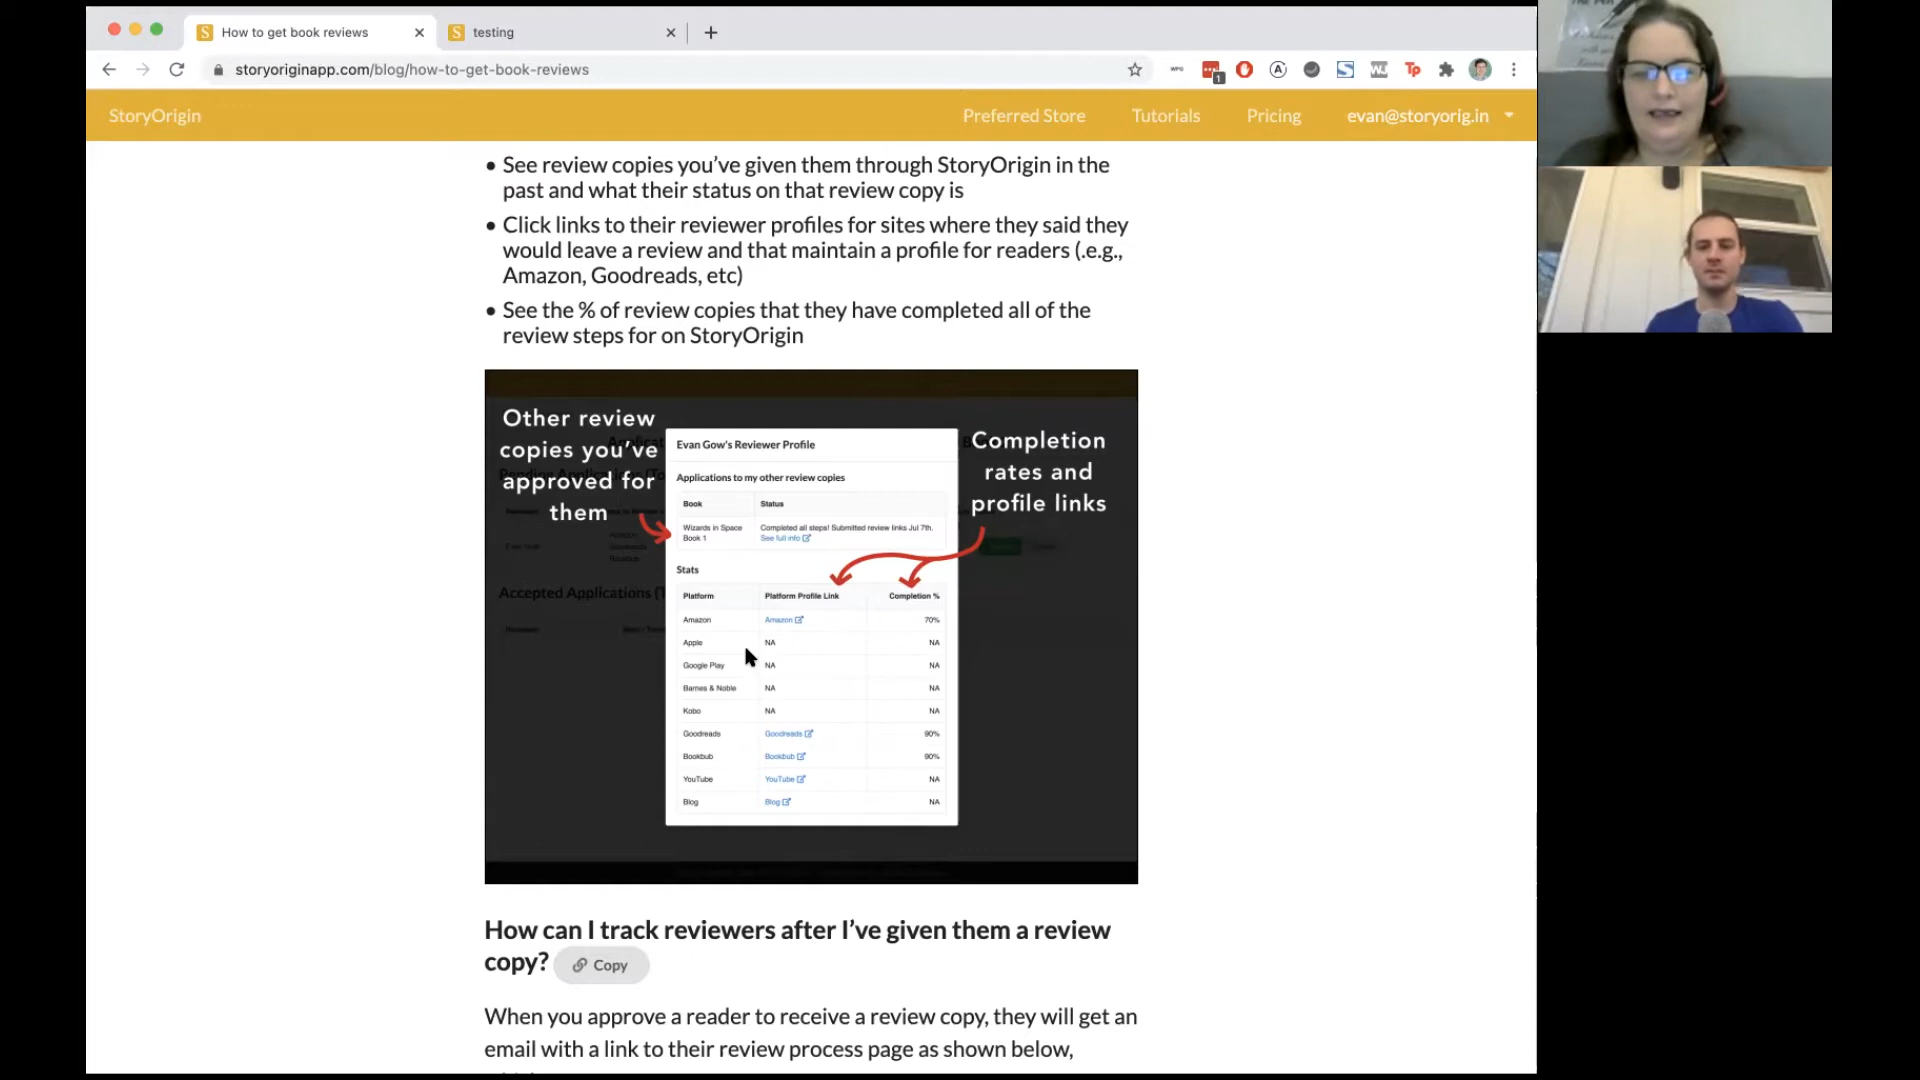 How to get book reviews
testing
storyoriginapp.com/blog/how-to-get-book-reviews
StoryOrigin
Preferred Store
Tutorials
Pricing
evan@storyorig.in
• See review copies you've given them through StoryOrigin in the
past and what their status on that review copy is
• Click links to their reviewer profiles for sites where they said they
would leave a review and that maintain a profile for readers (.e.g.,
Amazon, Goodreads, etc)
• See the % of review copies that they have completed all of the
review steps for on StoryOrigin
Other review
copies you've
approved for
them
Completion
rates and
profile links
Evan Gow's Reviewer Profile
Applications to my other review copies
Book Status
Wizards in Space
Book 1
Completed all steps! Submitted review links Jul 7th.
See full info
Stats
Platform Platform Profile Link Completion %
Amazon Amazon 70%
Apple NA NA
Google Play NA NA
Barnes & Noble NA NA
Kobo NA NA
Goodreads Goodreads 90%
Bookbub Bookbub 90%
YouTube YouTube NA
Blog Blog NA
Accepted Applications
How can I track reviewers after I've given them a review
copy? Copy
When you approve a reader to receive a review copy, they will get an
email with a link to their review process page as shown below,